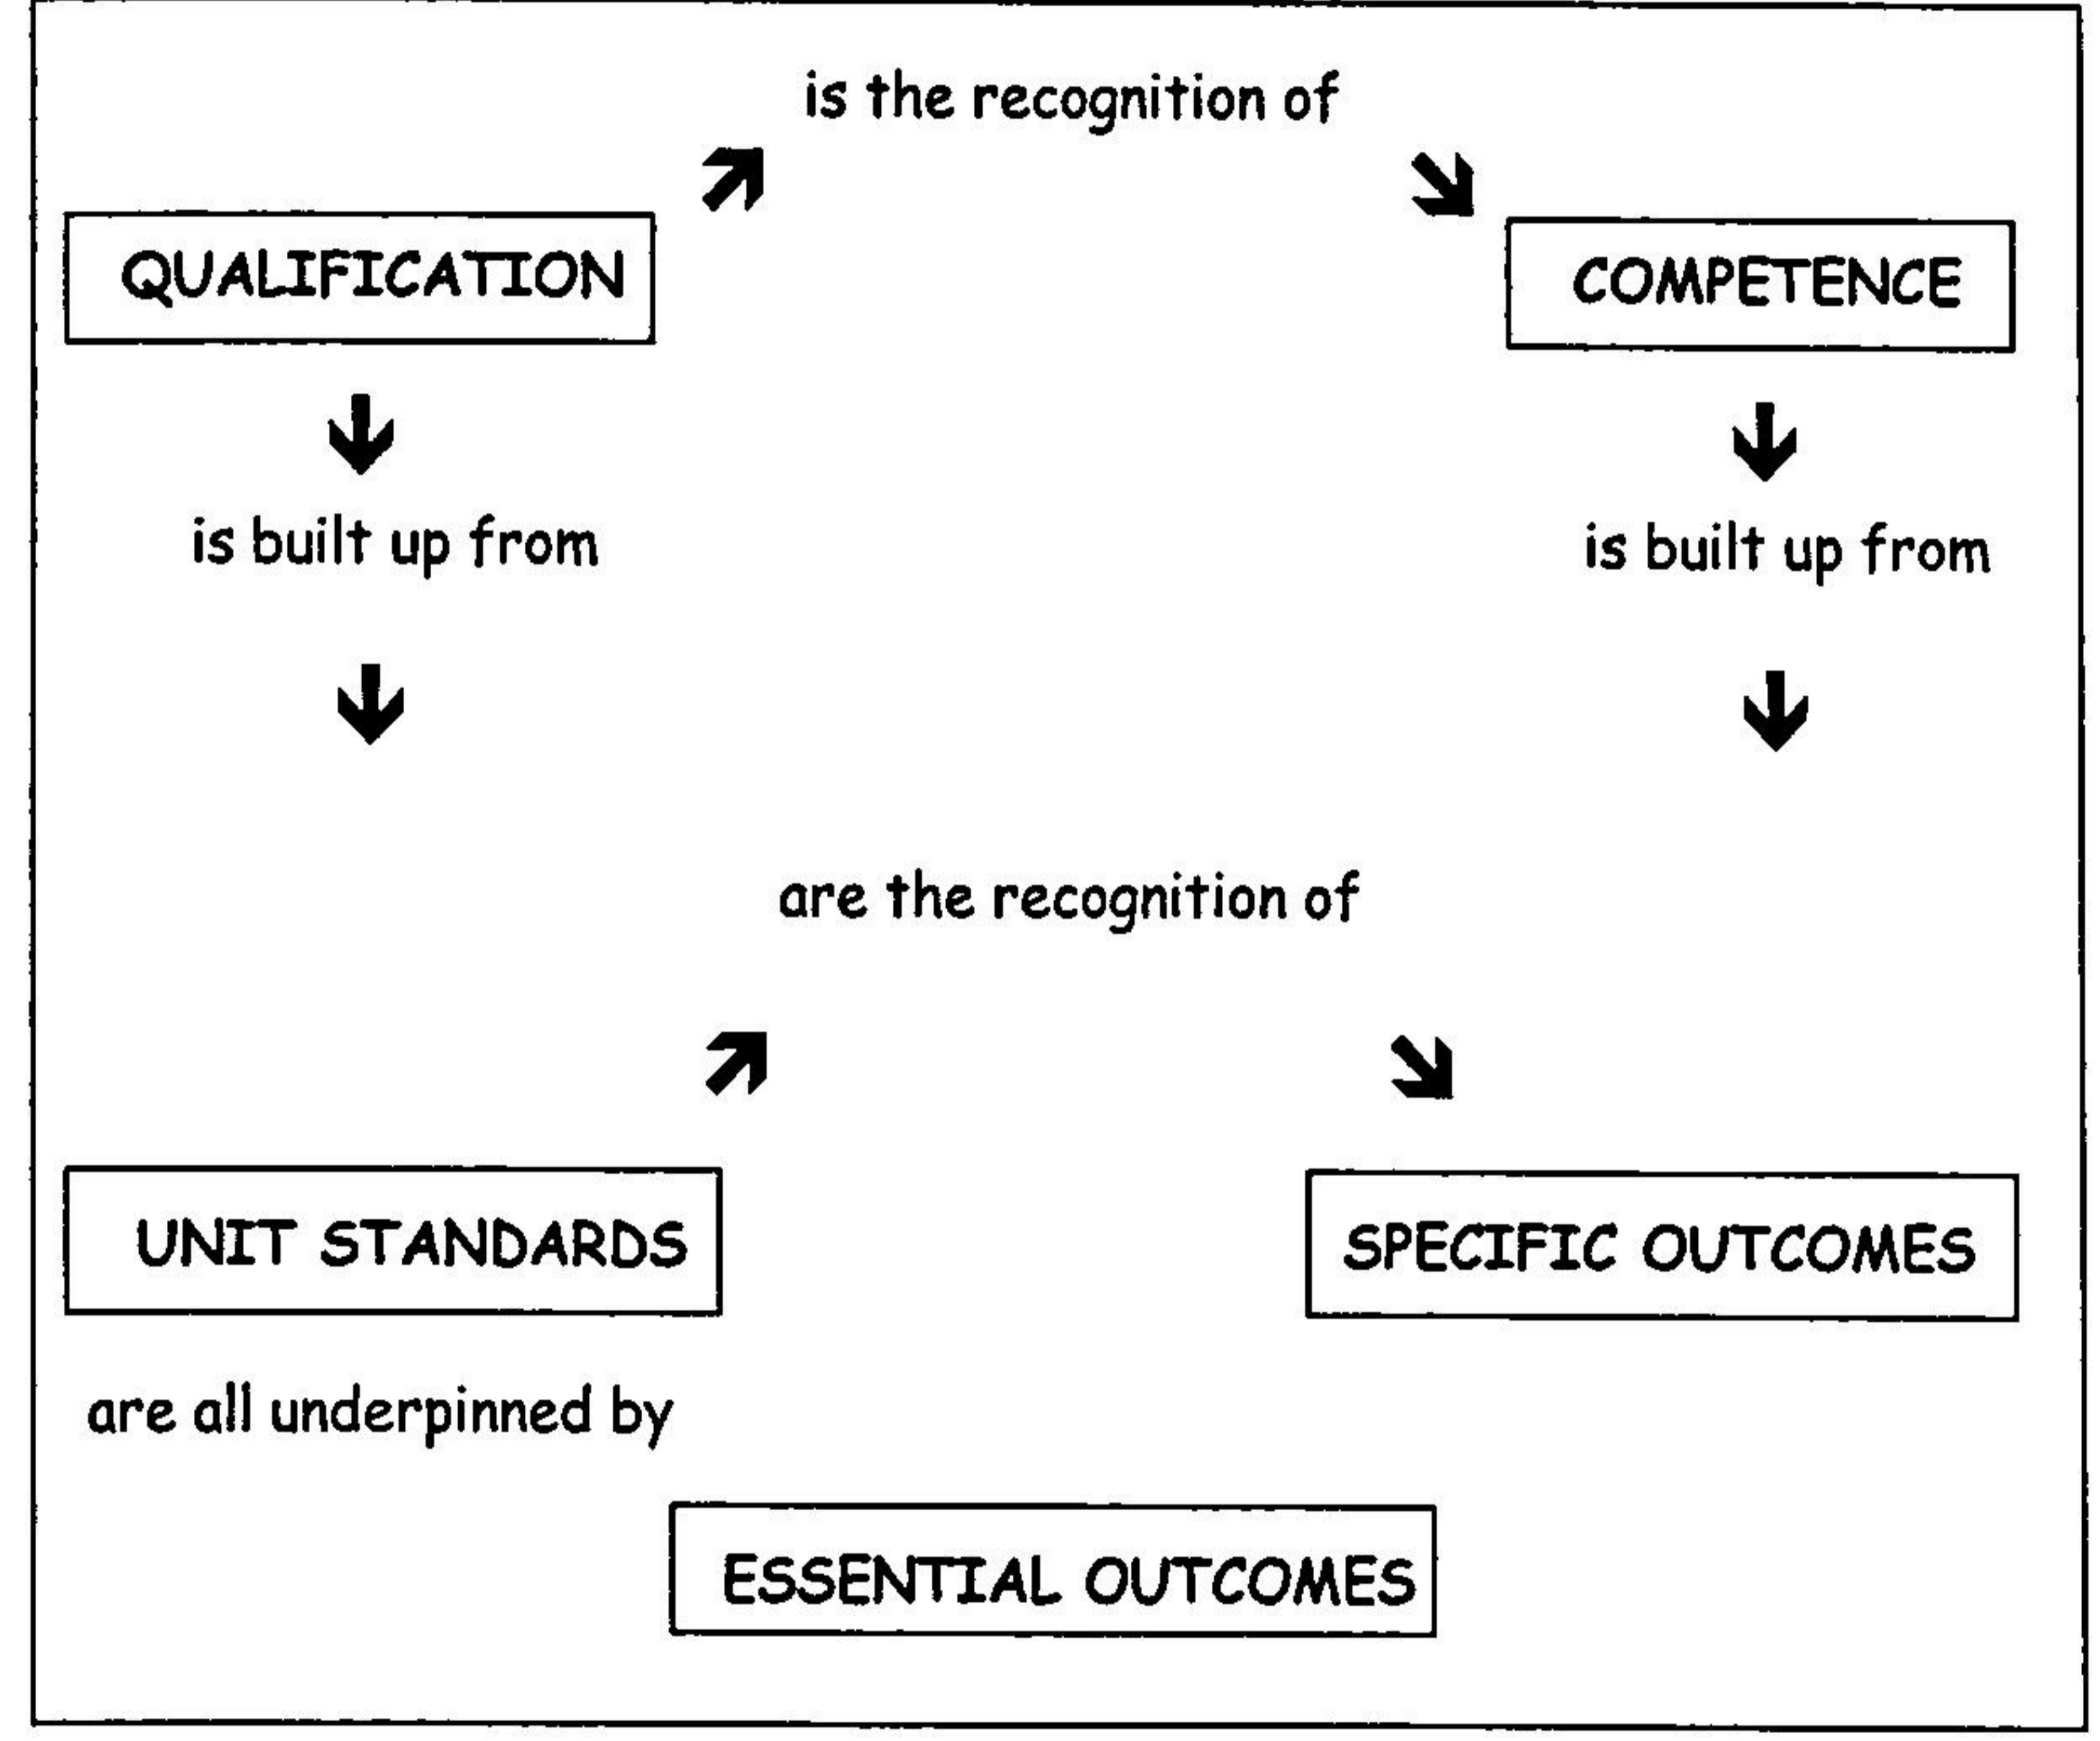 is the recognition of
QUALIFICATION
COMPETENCE
is built up from
is built up from
are the recognition of
UNIT STANDARDS
SPECIFIC OUTCOMES
are all underpinned by
ESSENTIAL OUTCOMES